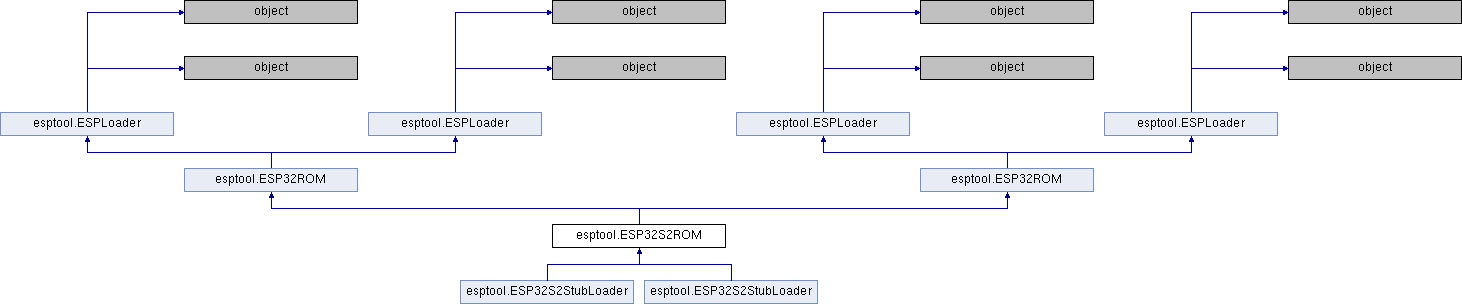 object
object
object
object
object
object
object
object
esptool.ESPLoader
esptool.ESPLoader
esptool.ESPLoader
esptool.ESPLoader
esptool.ESP32ROM
esptool.ESP32ROM
esptool.ESP32S2ROM
esptool.ESP32S2StubLoader
esptool.ESP32S2StubLoader